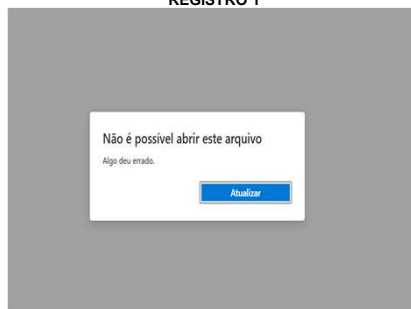 REGISTRO 1
Não é possível abrir este arquivo
Algo deu errado.
Atualizar